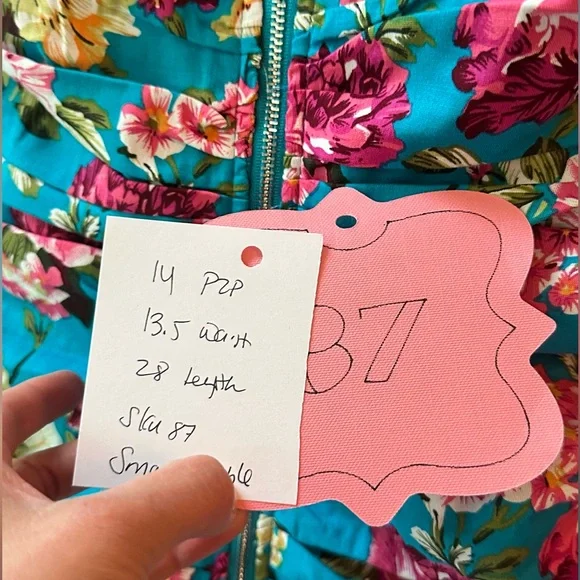 14 P2P
13.5 Waist
28 Length
Sku 87
87